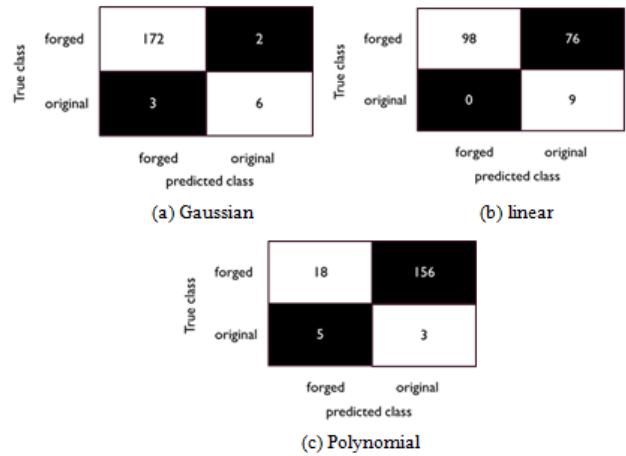 True class
forged 172 2
original 3 6
forged original
predicted class
(a) Gaussian
True class
forged 98 76
original 0 9
forged original
predicted class
(b) linear
True class
forged 18 156
original 5 3
forged original
predicted class
(c) Polynomial